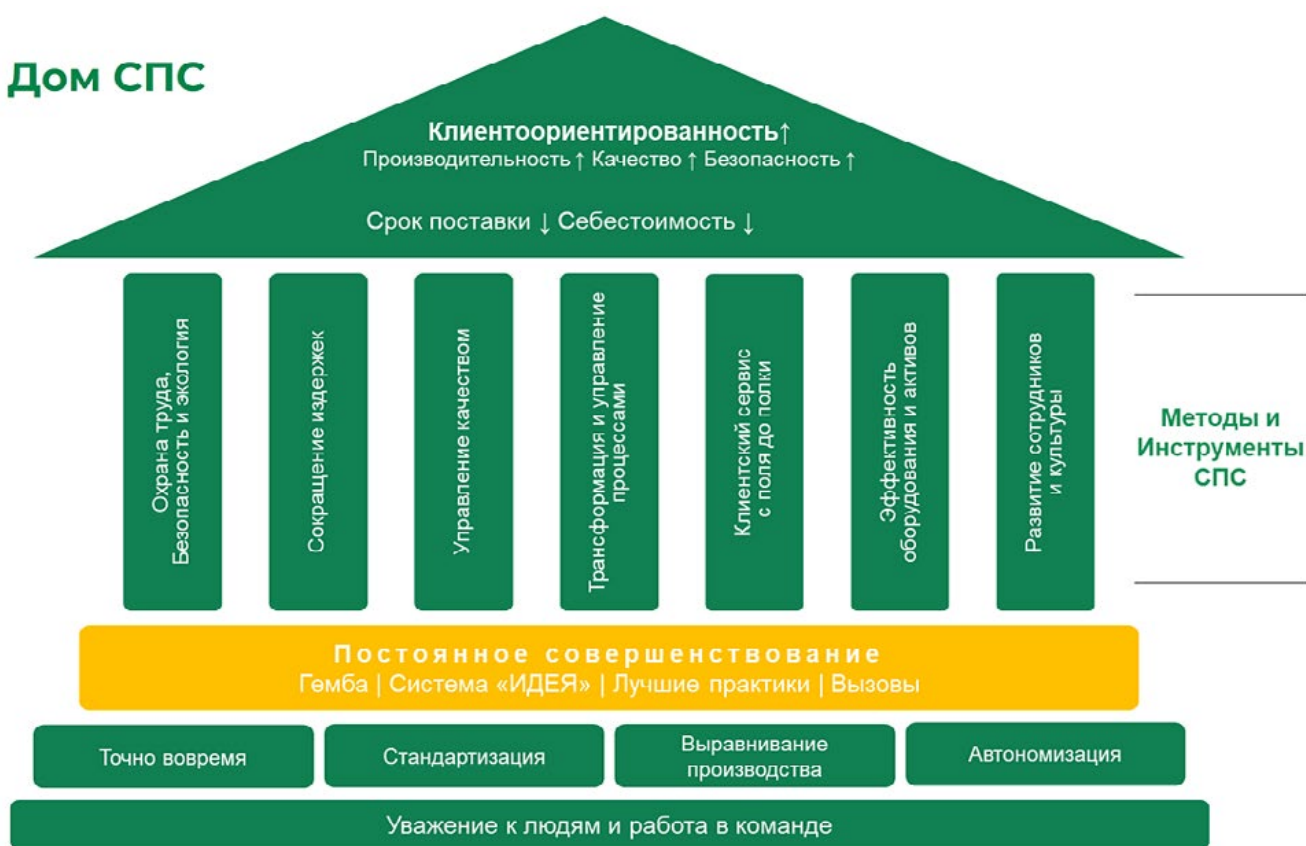 Дом СПС
Клиентоориентированность↑
Производительность ↑ Качество ↑ Безопасность ↑
Срок поставки ↓ Себестоимость ↓
Охрана труда,
Безопасность и экология
Сокращение издержек
Управление качеством
Трансформация и управление
процессами
Клиентский сервис
с поля до полки
Эффективность
оборудования и активов
Развитие сотрудников
и культуры
Методы и
Инструменты
СПС
Постоянное совершенствование
Гемба | Система «ИДЕЯ» | Лучшие практики | Вызовы
Точно вовремя
Стандартизация
Выравнивание
производства
Автономизация
Уважение к людям и работа в команде